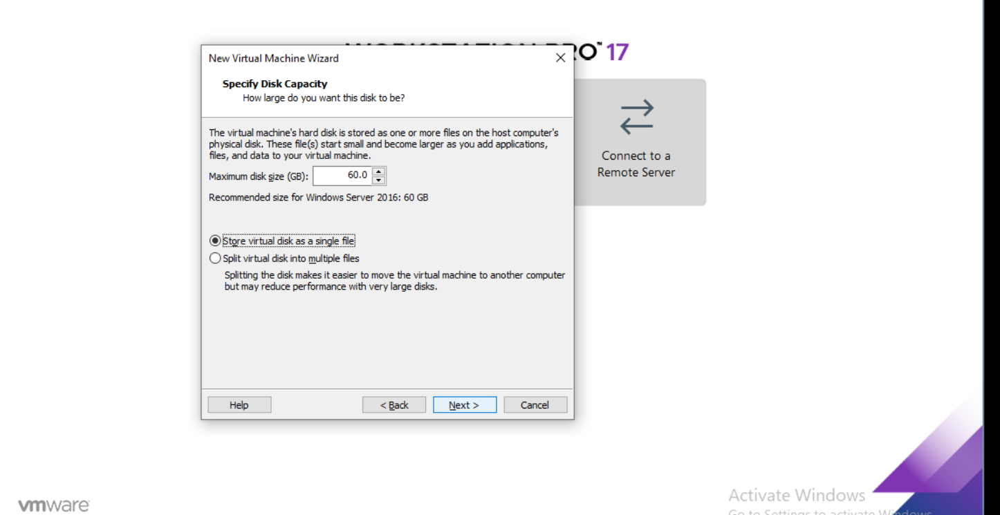 PRO™ 17
New Virtual Machine Wizard
Specify Disk Capacity
How large do you want this disk to be?
The virtual machine's hard disk is stored as one or more files on the host computer's
physical disk. These file(s) start small and become larger as you add applications,
files, and data to your virtual machine.
Maximum disk size (GB): 60.0
Recommended size for Windows Server 2016: 60 GB
Store virtual disk as a single file
Split virtual disk into multiple files
Splitting the disk makes it easier to move the virtual machine to another computer
but may reduce performance with very large disks.
Help
< Back
Next >
Cancel
Connect to a
Remote Server
vmware
Activate Windows
Go to Settings to activate Windows.